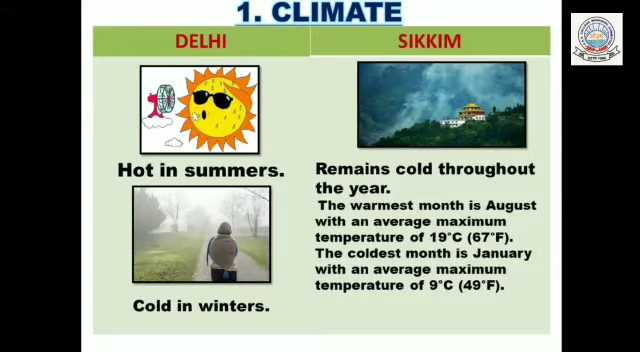 1. CLIMATE
DELHI
SIKKIM
Hot in summers.
Cold in winters.
Remains cold throughout
the year.
The warmest month is August
with an average maximum
temperature of 19°C (67°F).
The coldest month is January
with an average maximum
temperature of 9°C (49°F).